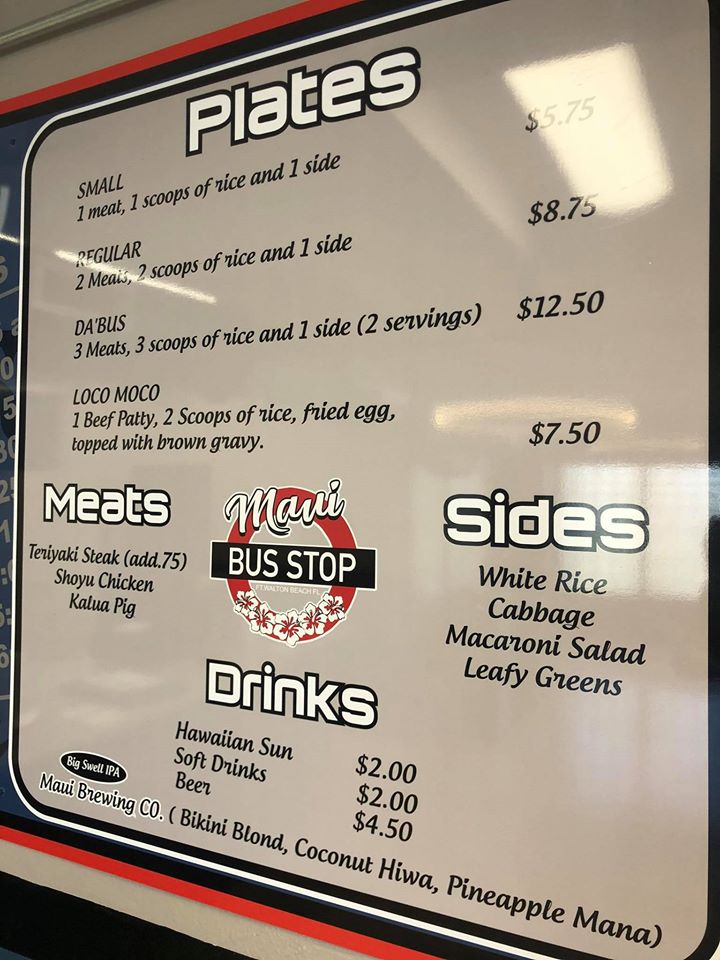 Plates
SMALL
1 meat, 1 scoops of rice and 1 side
$5.75
REGULAR
2 Meats, 2 scoops of rice and 1 side
$8.75
DA'BUS
3 Meats, 3 scoops of rice and 1 side (2 servings)
$12.50
LOCO MOCO
1 Beef Patty, 2 Scoops of rice, fried egg,
topped with brown gravy.
$7.50
Meats
Teriyaki Steak (add.75)
Shoyu Chicken
Kalua Pig
Maui
BUS STOP
FT.WALTON BEACH FL.
Sides
White Rice
Cabbage
Macaroni Salad
Leafy Greens
Drinks
Hawaiian Sun $2.00
Soft Drinks $2.00
Beer $4.50
Big Swell IPA
Maui Brewing CO. ( Bikini Blond, Coconut Hiwa, Pineapple Mana)